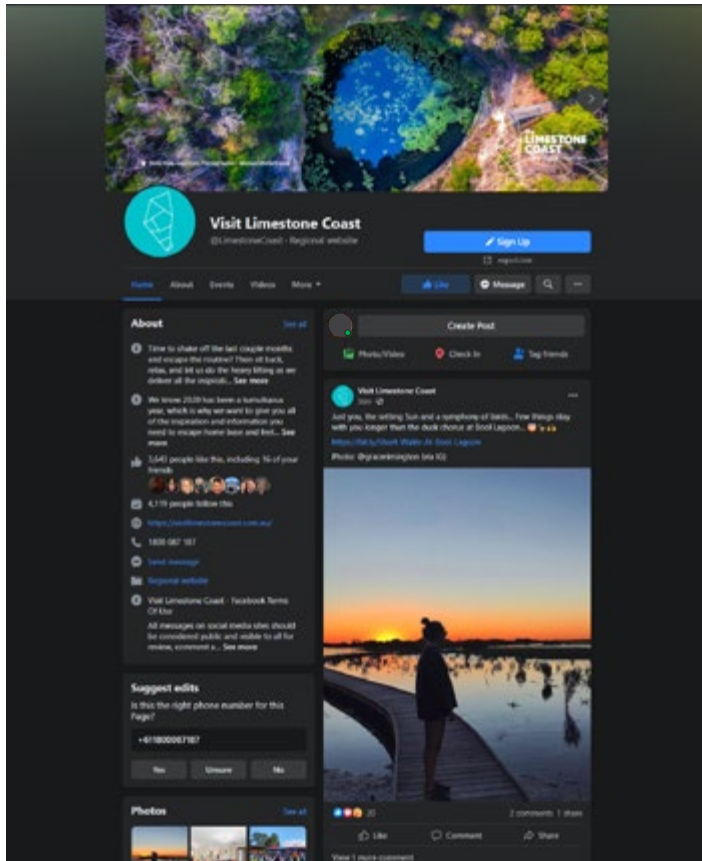 LIMESTONE
COAST
Visit Limestone Coast
@LimestoneCoast · Regional website
Sign Up
Home About Events Videos More
Like Message
About See all
Time to shake off the last couple months
and escape the routine? Then sit back,
relax, and let us do the heavy lifting as we
deliver all the inspirati... See more
We know 2020 has been a tumultuous
year, which is why we want to give you all
of the inspiration and information you
need to escape home base and feel... See
more
3,643 people like this, including 16 of your
friends
4,119 people follow this
https://visitlimestonecoast.com.au/
1800 087 187
Send message
Regional website
Visit Limestone Coast - Facebook Terms
Of Use
All messages on social media sites should
be considered public and visible to all for
review, comment a... See more
Suggest edits
Is this the right phone number for this
Page?
+611800087187
Yes Unsure No
Photos See all
Create Post
Photo/Video Check In Tag Friends
Visit Limestone Coast
Just you, the setting Sun and a symphony of birds... Few things stay
with you longer than the dusk chorus at Bool Lagoon...
Photo: @gracelmington (via IG)
20 2 comments 1 share
Like Comment Share
View 1 more comment